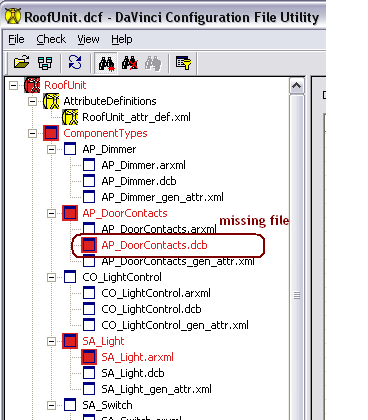 RoofUnit.dcf - DaVinci Configuration File Utility
File Check View Help
RoofUnit
AttributeDefinitions
RoofUnit_attr_def.xml
ComponentTypes
AP_Dimmer
AP_Dimmer.arxml
AP_Dimmer.dcb
AP_Dimmer_gen_attr.xml
AP_DoorContacts
missing file
AP_DoorContacts.arxml
AP_DoorContacts.dcb
AP_DoorContacts_gen_attr.xml
CO_LightControl
CO_LightControl.arxml
CO_LightControl.dcb
CO_LightControl_gen_attr.xml
SA_Light
SA_Light.arxml
SA_Light.dcb
SA_Light_gen_attr.xml
SA_Switch
SA_Switch.arxml